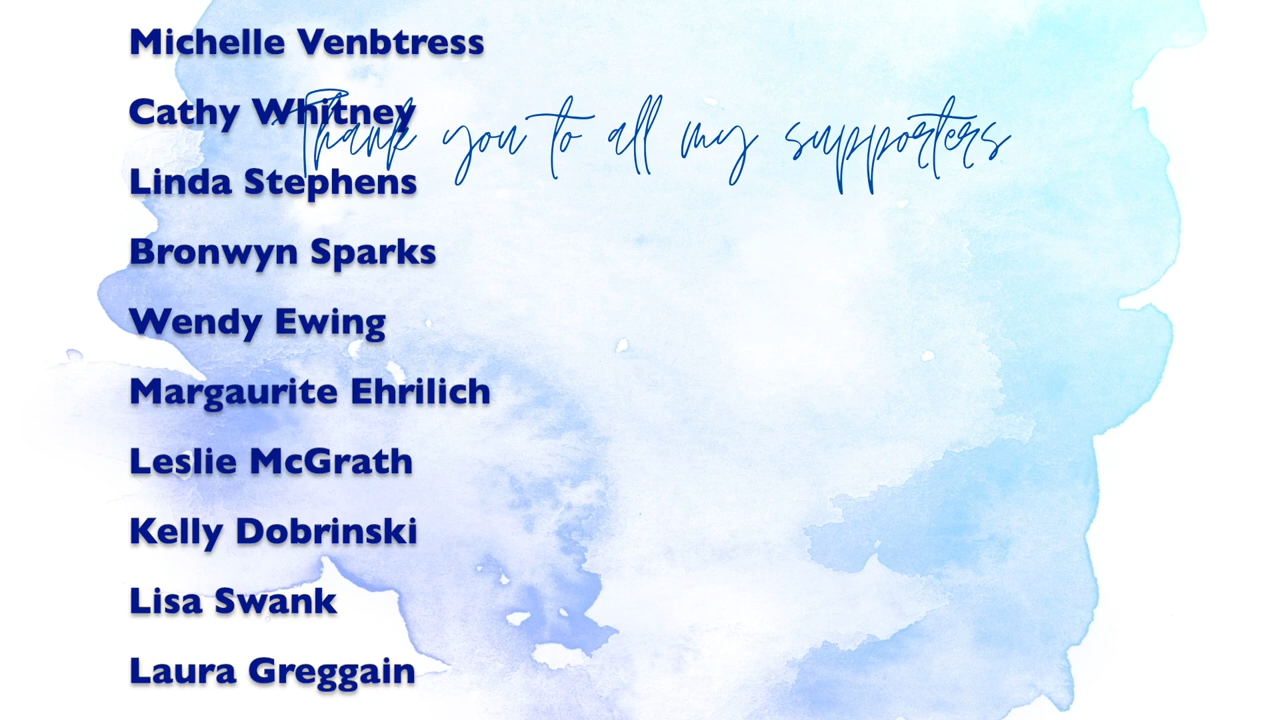 Michelle Venbtress
Cathy Whitney
Thank you to all my supporters
Linda Stephens
Bronwyn Sparks
Wendy Ewing
Margaurite Ehrilich
Leslie McGrath
Kelly Dobrinski
Lisa Swank
Laura Greggain